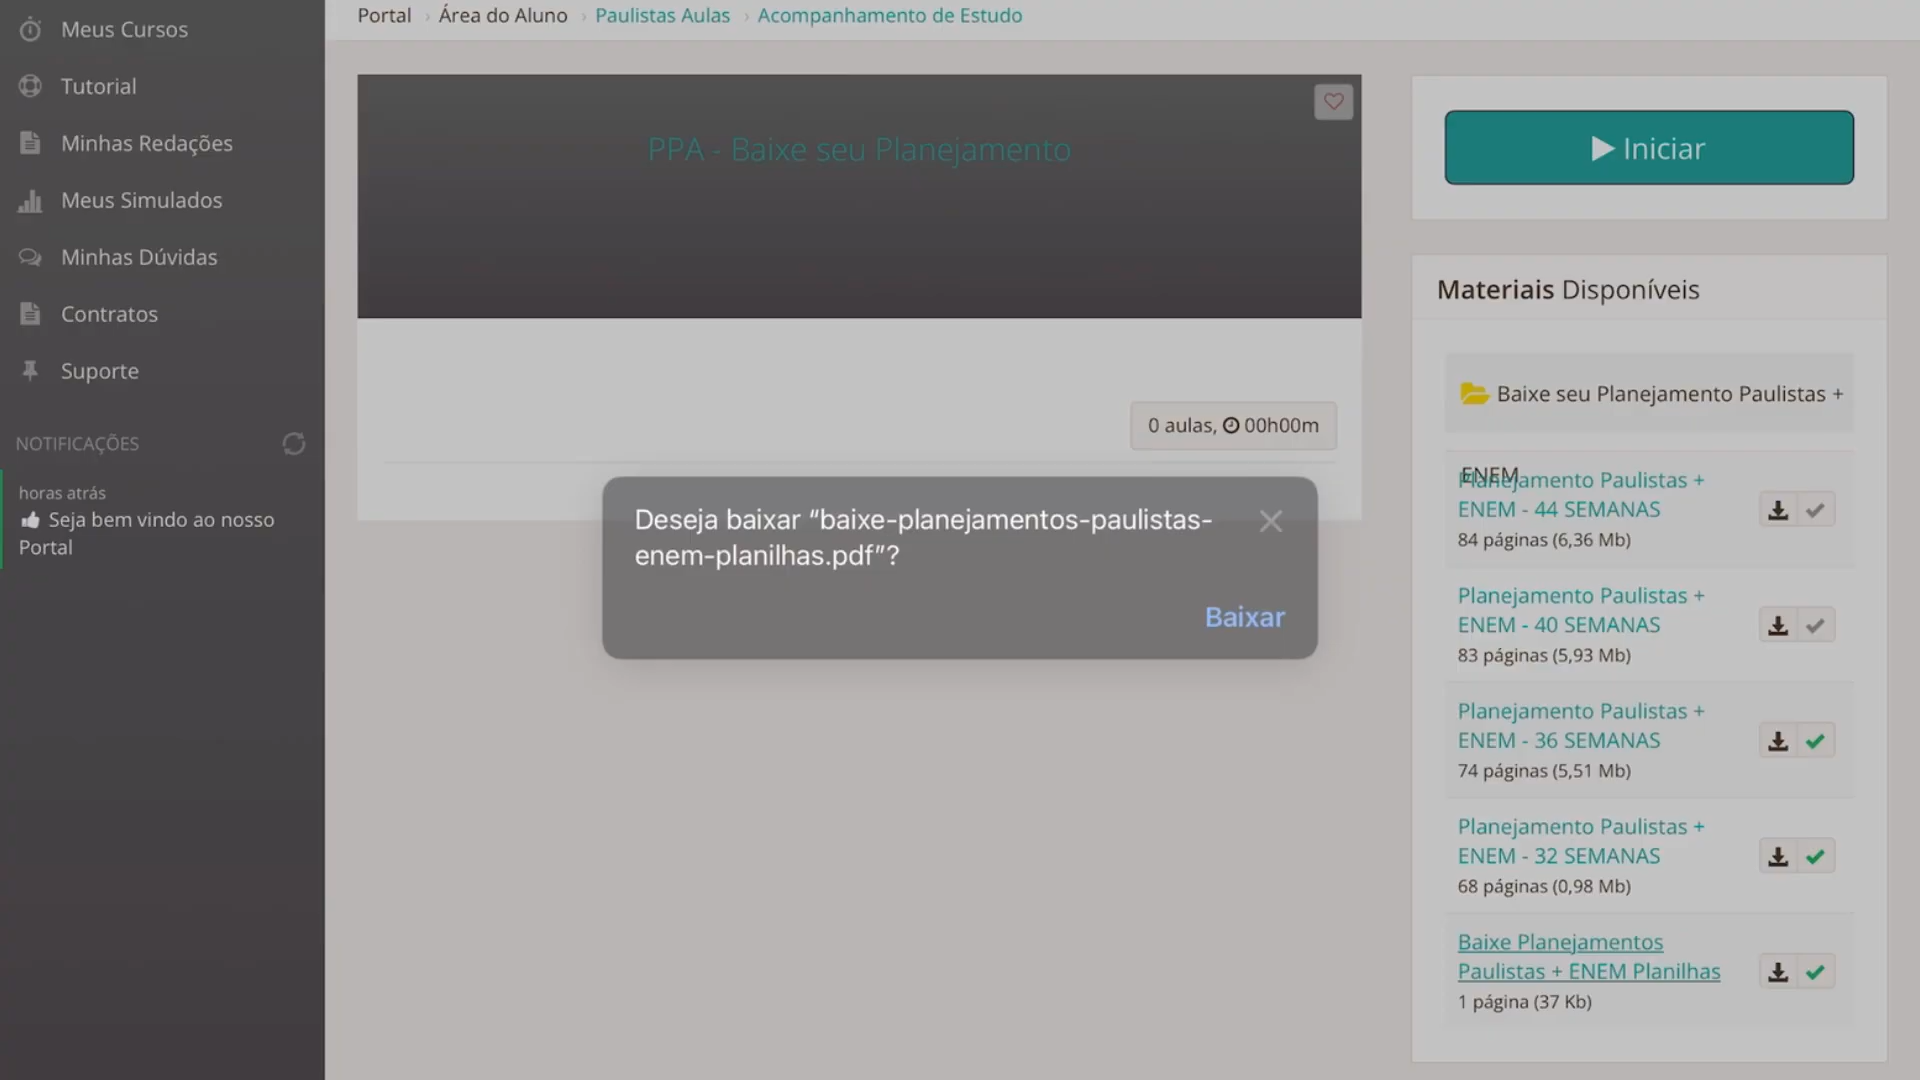 Meus Cursos
Tutorial
Minhas Redações
Meus Simulados
Minhas Dúvidas
Contratos
Suporte
NOTIFICAÇÕES
horas atrás
Seja bem vindo ao nosso
Portal
Portal › Área do Aluno › Paulistas Aulas › Acompanhamento de Estudo
PPA - Baixe seu Planejamento
0 aulas, 00h00m
Deseja baixar “baixe-planejamentos-paulistas-
enem-planilhas.pdf”?
Baixar
Iniciar
Materiais Disponíveis
Baixe seu Planejamento Paulistas +
ENEM
Planejamento Paulistas +
ENEM - 44 SEMANAS
84 páginas (6,36 Mb)
Planejamento Paulistas +
ENEM - 40 SEMANAS
83 páginas (5,93 Mb)
Planejamento Paulistas +
ENEM - 36 SEMANAS
74 páginas (5,51 Mb)
Planejamento Paulistas +
ENEM - 32 SEMANAS
68 páginas (0,98 Mb)
Baixe Planejamentos
Paulistas + ENEM Planilhas
1 página (37 Kb)